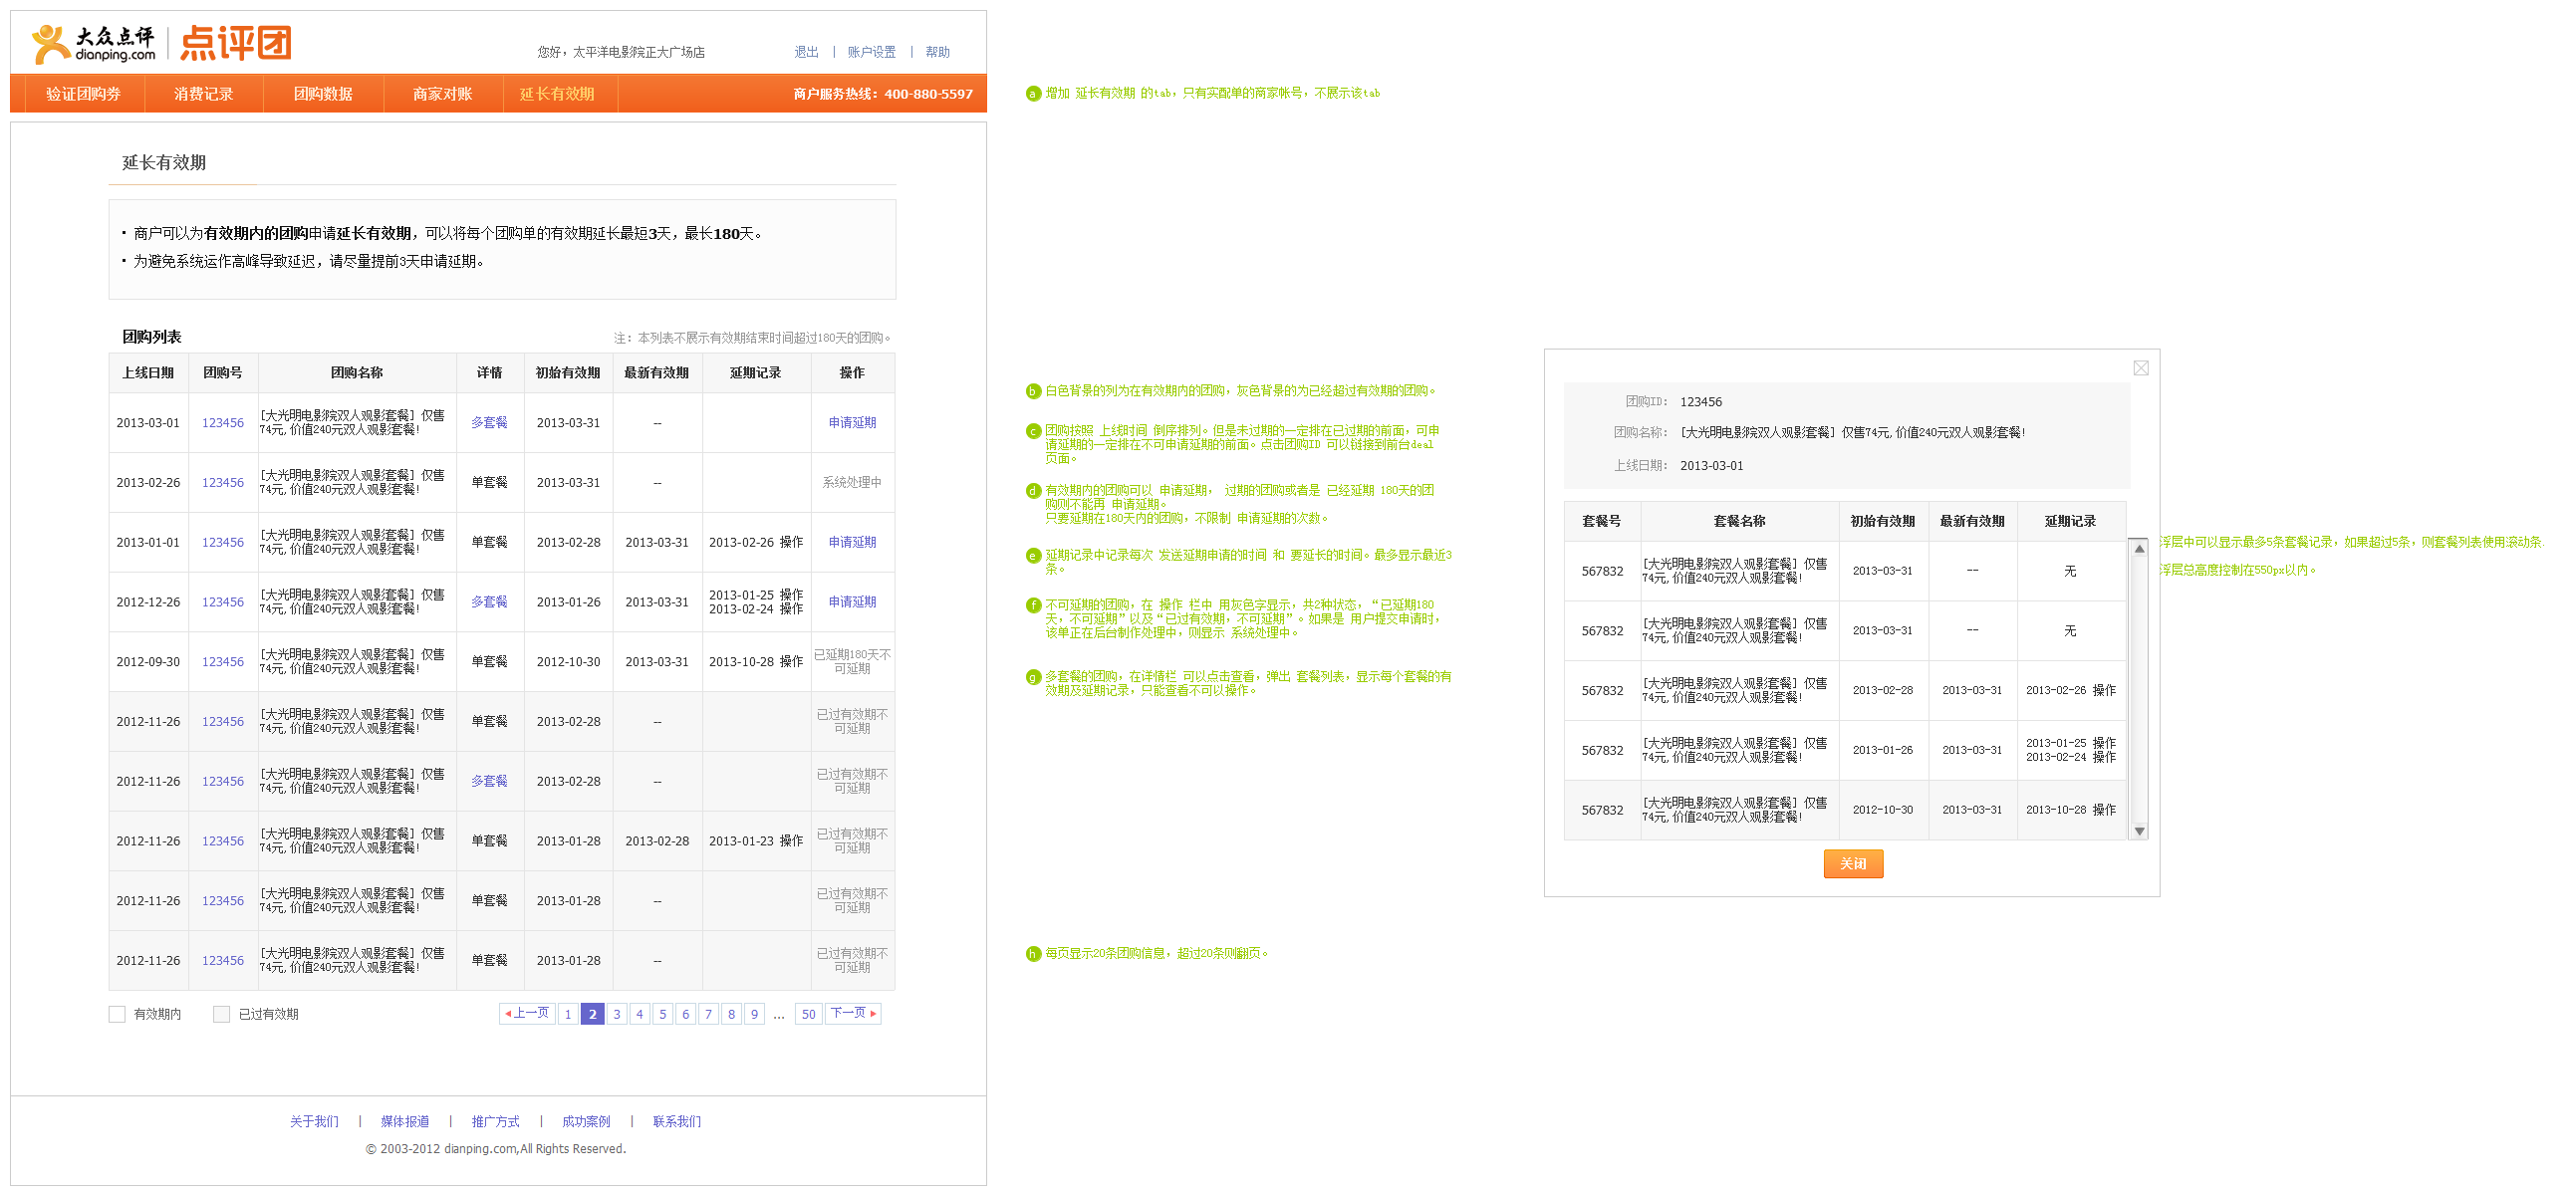 大众点评 dianping.com 点评团
您好，太平洋电影院正大广场店
退出 | 账户设置 | 帮助
验证团购券 消费记录 团购数据 商家对账 延长有效期 商户服务热线：400-880-5597
延长有效期
· 商户可以为有效期内的团购申请延长有效期，可以将每个团购单的有效期延长最短3天，最长180天。
· 为避免系统运作高峰导致延迟，请尽量提前3天申请延期。
团购列表 注：本列表不展示有效期结束时间超过180天的团购。
上线日期 团购号 团购名称 详情 初始有效期 最新有效期 延期记录 操作
2013-03-01 123456 [大光明电影院双人观影套餐] 仅售74元,价值240元双人观影套餐! 多套餐 2013-03-31 -- 申请延期
2013-02-26 123456 [大光明电影院双人观影套餐] 仅售74元,价值240元双人观影套餐! 单套餐 2013-03-31 -- 系统处理中
2013-01-01 123456 [大光明电影院双人观影套餐] 仅售74元,价值240元双人观影套餐! 单套餐 2013-02-28 2013-03-31 2013-02-26 操作 申请延期
2012-12-26 123456 [大光明电影院双人观影套餐] 仅售74元,价值240元双人观影套餐! 多套餐 2013-01-26 2013-03-31 2013-01-25 操作 2013-02-24 操作 申请延期
2012-09-30 123456 [大光明电影院双人观影套餐] 仅售74元,价值240元双人观影套餐! 单套餐 2012-10-30 2013-03-31 2013-10-28 操作 已延期180天不可延期
2012-11-26 123456 [大光明电影院双人观影套餐] 仅售74元,价值240元双人观影套餐! 单套餐 2013-02-28 -- 已过有效期不可延期
2012-11-26 123456 [大光明电影院双人观影套餐] 仅售74元,价值240元双人观影套餐! 多套餐 2013-02-28 -- 已过有效期不可延期
2012-11-26 123456 [大光明电影院双人观影套餐] 仅售74元,价值240元双人观影套餐! 单套餐 2013-01-28 2013-02-28 2013-01-23 操作 已过有效期不可延期
2012-11-26 123456 [大光明电影院双人观影套餐] 仅售74元,价值240元双人观影套餐! 单套餐 2013-01-28 -- 已过有效期不可延期
2012-11-26 123456 [大光明电影院双人观影套餐] 仅售74元,价值240元双人观影套餐! 单套餐 2013-01-28 -- 已过有效期不可延期
有效期内 已过有效期
上一页 1 2 3 4 5 6 7 8 9 ... 50 下一页
关于我们 | 媒体报道 | 推广方式 | 成功案例 | 联系我们
© 2003-2012 dianping.com,All Rights Reserved.
a 增加 延长有效期 的tab，只有实配单的商家帐号，不展示该tab
b 白色背景的列为在有效期内的团购，灰色背景的为已经超过有效期的团购。
c 团购按照 上线时间 倒序排列。但是未过期的一定排在已过期的前面，可申
请延期的一定排在不可申请延期的前面。点击团购ID 可以链接到前台deal
页面。
d 有效期内的团购可以 申请延期， 过期的团购或者是 已经延期 180天的团
购则不能再 申请延期。
只要延期在180天内的团购，不限制 申请延期的次数。
e 延期记录中记录每次 发送延期申请的时间 和 要延长的时间。最多显示最近3
条。
f 不可延期的团购，在 操作 栏中 用灰色字显示，共2种状态，“已延期180
天，不可延期”以及“已过有效期，不可延期”。如果是 用户提交申请时，
该单正在后台制作处理中，则显示 系统处理中。
g 多套餐的团购，在详情栏 可以点击查看，弹出 套餐列表，显示每个套餐的有
效期及延期记录，只能查看不可以操作。
h 每页显示20条团购信息，超过20条则翻页。
团购ID： 123456
团购名称： [大光明电影院双人观影套餐] 仅售74元,价值240元双人观影套餐!
上线日期： 2013-03-01
套餐号 套餐名称 初始有效期 最新有效期 延期记录
567832 [大光明电影院双人观影套餐] 仅售74元,价值240元双人观影套餐! 2013-03-31 -- 无
567832 [大光明电影院双人观影套餐] 仅售74元,价值240元双人观影套餐! 2013-03-31 -- 无
567832 [大光明电影院双人观影套餐] 仅售74元,价值240元双人观影套餐! 2013-02-28 2013-03-31 2013-02-26 操作
567832 [大光明电影院双人观影套餐] 仅售74元,价值240元双人观影套餐! 2013-01-26 2013-03-31 2013-01-25 操作 2013-02-24 操作
567832 [大光明电影院双人观影套餐] 仅售74元,价值240元双人观影套餐! 2012-10-30 2013-03-31 2013-10-28 操作
关闭
浮层中可以显示最多5条套餐记录，如果超过5条，则套餐列表使用滚动条.
浮层总高度控制在550px以内。